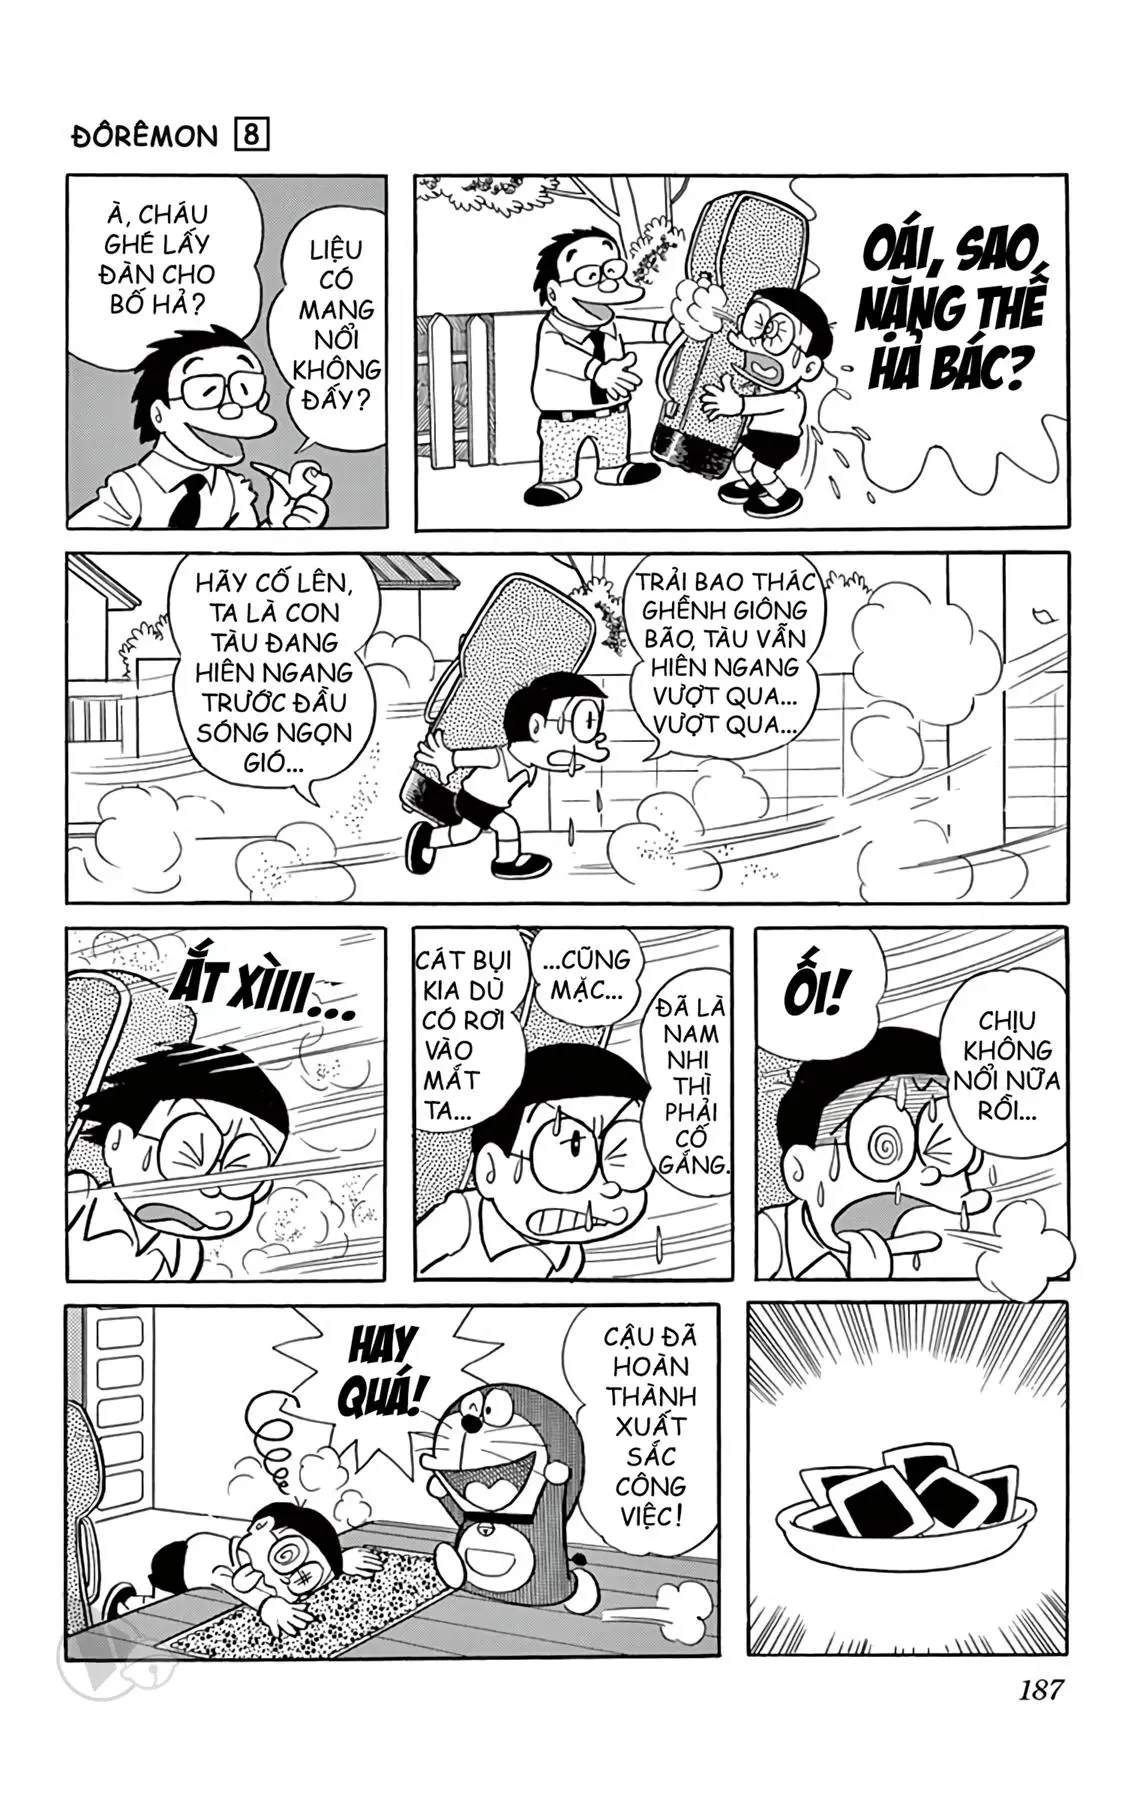 ĐÔRÊMON 8
À, CHÁU
GHÉ LẤY
ĐÀN CHO
BỐ HẢ?
LIỆU
CÓ
MANG
NỔI
KHÔNG
ĐẤY?
OÁI, SAO
NẶNG THẾ
HẢ BÁC?
HÃY CỐ LÊN,
TA LÀ CON
TÀU ĐANG
HIÊN NGANG
TRƯỚC ĐẦU
SÓNG NGỌN
GIÓ...
TRẢI BAO THÁC
GHỀNH GIÔNG
BÃO, TÀU VẪN
HIÊN NGANG
VƯỢT QUA...
VƯỢT QUA...
ẮT XÌIII...
CÁT BỤI
KIA DÙ
CÓ RƠI
VÀO
MẮT
TA...
...CŨNG
MẶC...
ĐÃ LÀ
NAM
NHI
THÌ
PHẢI
CỐ
GẮNG.
ỐI!
CHỊU
KHÔNG
NỔI NỮA
RỒI...
HAY
QUÁ!
CẬU ĐÃ
HOÀN
THÀNH
XUẤT
SẮC
CÔNG
VIỆC!
187